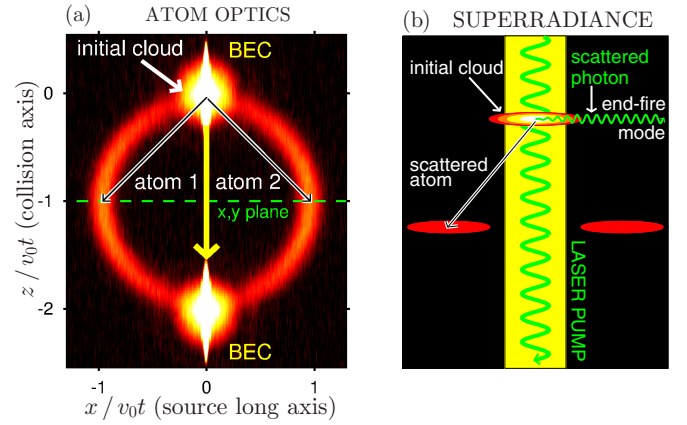 (a) ATOM OPTICS
initial cloud
BEC
0
-1
-2
z / v₀t (collision axis)
atom 1
atom 2
x,y plane
BEC
-1 0 1
x / v₀t (source long axis)
(b) SUPERRADIANCE
initial cloud
scattered
photon
end-fire
mode
scattered
atom
LASER PUMP